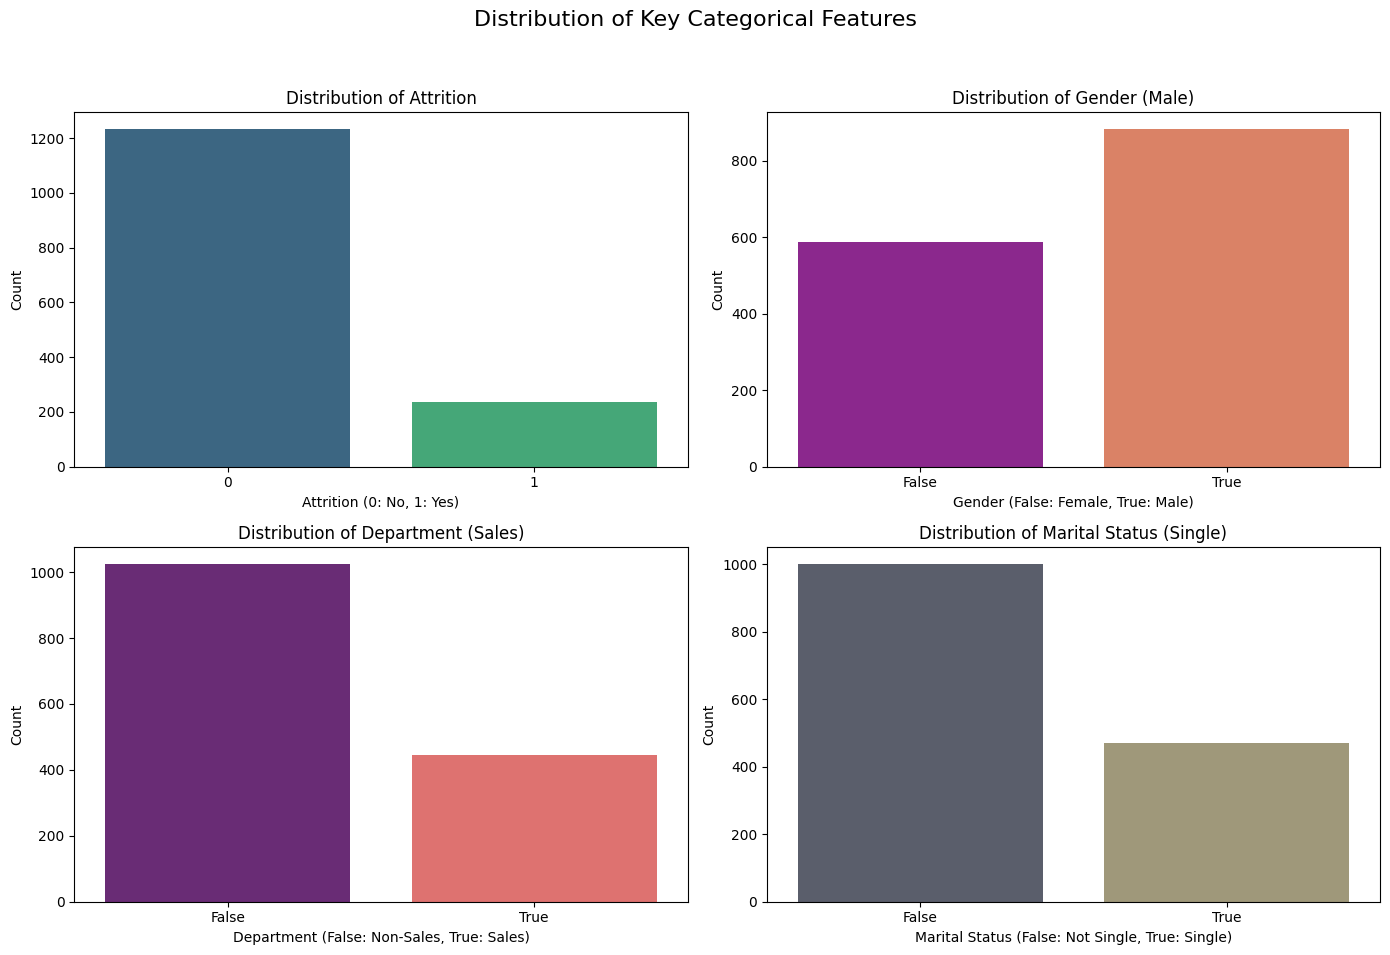 Distribution of Key Categorical Features
Distribution of Attrition
1200
1000
800
600
400
200
0
Count
0 1
Attrition (0: No, 1: Yes)
Distribution of Gender (Male)
800
600
400
200
0
Count
False True
Gender (False: Female, True: Male)
Distribution of Department (Sales)
1000
800
600
400
200
0
Count
False True
Department (False: Non-Sales, True: Sales)
Distribution of Marital Status (Single)
1000
800
600
400
200
0
Count
False True
Marital Status (False: Not Single, True: Single)